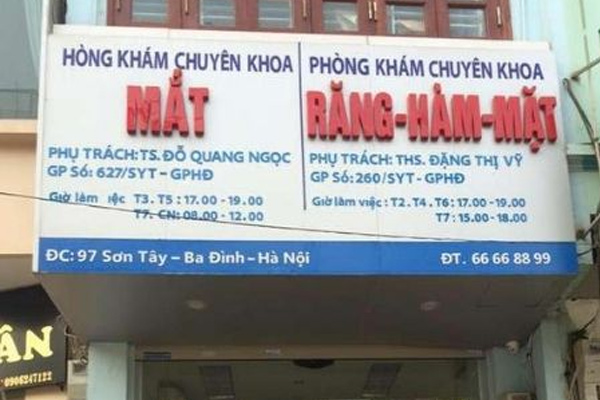 HÒNG KHÁM CHUYÊN KHOA
MẮT
PHỤ TRÁCH: TS. ĐỖ QUANG NGỌC
GP Số: 627/SYT - GPHĐ
Giờ làm iệc : T3. T5 : 17.00 - 19.00
T7. CN: 08.00 - 12.00
PHÒNG KHÁM CHUYÊN KHOA
RĂNG-HÀM-MẶT
PHỤ TRÁCH: THS. ĐẶNG THỊ VỸ
GP Số: 260/SYT - GPHĐ
Giờ làm việc : T2 . T4 . T6: 17.00 - 19.00
T7 : 15.00 - 18.00
ĐC: 97 Sơn Tây – Ba Đình – Hà Nội
ĐT. 66 66 88 99
ÂN
0906247122